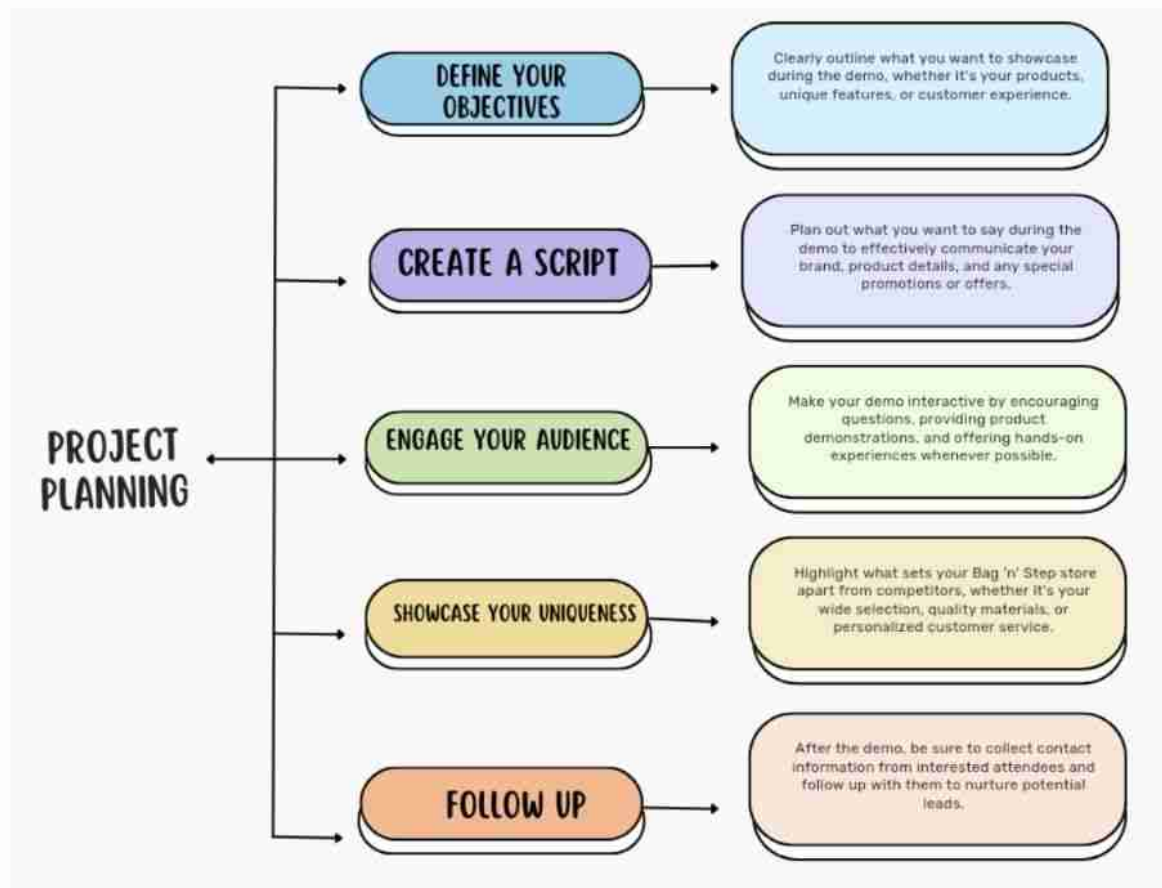 PROJECT
PLANNING
DEFINE YOUR
OBJECTIVES
Clearly outline what you want to showcase
during the demo, whether it's your products,
unique features, or customer experience.
CREATE A SCRIPT
Plan out what you want to say during the
demo to effectively communicate your
brand, product details, and any special
promotions or offers.
ENGAGE YOUR AUDIENCE
Make your demo interactive by encouraging
questions, providing product
demonstrations, and offering hands-on
experiences whenever possible.
SHOWCASE YOUR UNIQUENESS
Highlight what sets your Bag 'n' Step store
apart from competitors, whether it's your
wide selection, quality materials, or
personalized customer service.
FOLLOW UP
After the demo, be sure to collect contact
information from interested attendees and
follow up with them to nurture potential
leads.